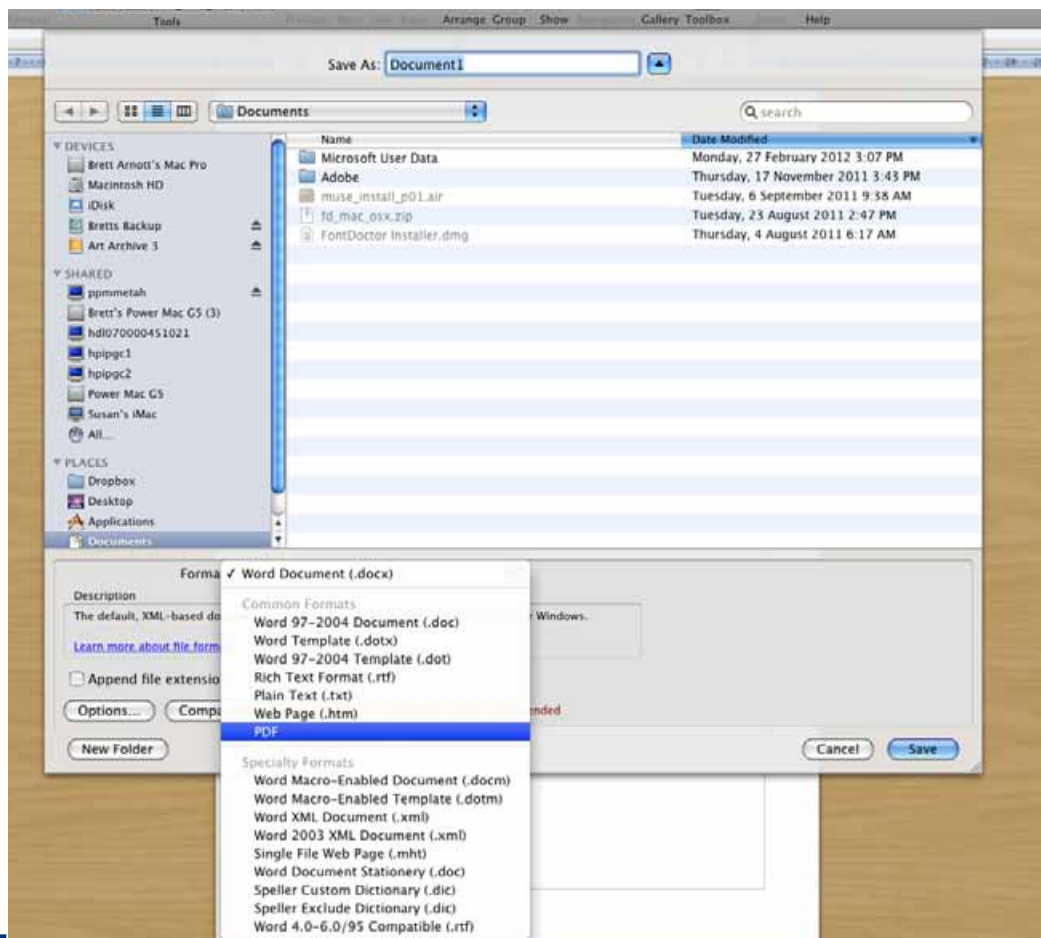 Tools Arrange Group Show Gallery Toolbox Help
Save As: Document1
Documents
search
Name Date Modified
Microsoft User Data Monday, 27 February 2012 3:07 PM
Adobe Thursday, 17 November 2011 3:43 PM
muse_install_p01.air Tuesday, 6 September 2011 9:38 AM
fd_mac_osx.zip Tuesday, 23 August 2011 2:47 PM
FontDoctor Installer.dmg Thursday, 4 August 2011 6:17 AM
DEVICES
Brett Arnott's Mac Pro
Macintosh HD
iDisk
Bretts Backup
Art Archive 3
SHARED
ppmmetah
Brett's Power Mac G5 (3)
hdl070000451021
hpipgc1
hpipgc2
Power Mac G5
Susan's iMac
All...
PLACES
Dropbox
Desktop
Applications
Documents
Forma ✓ Word Document (.docx)
Description
The default, XML-based do Windows.
Learn more about file form
Append file extensio
Options... Compa nded
New Folder Cancel Save
Common Formats
Word 97-2004 Document (.doc)
Word Template (.dotx)
Word 97-2004 Template (.dot)
Rich Text Format (.rtf)
Plain Text (.txt)
Web Page (.htm)
PDF
Specialty Formats
Word Macro-Enabled Document (.docm)
Word Macro-Enabled Template (.dotm)
Word XML Document (.xml)
Word 2003 XML Document (.xml)
Single File Web Page (.mht)
Word Document Stationery (.doc)
Speller Custom Dictionary (.dic)
Speller Exclude Dictionary (.dic)
Word 4.0-6.0/95 Compatible (.rtf)